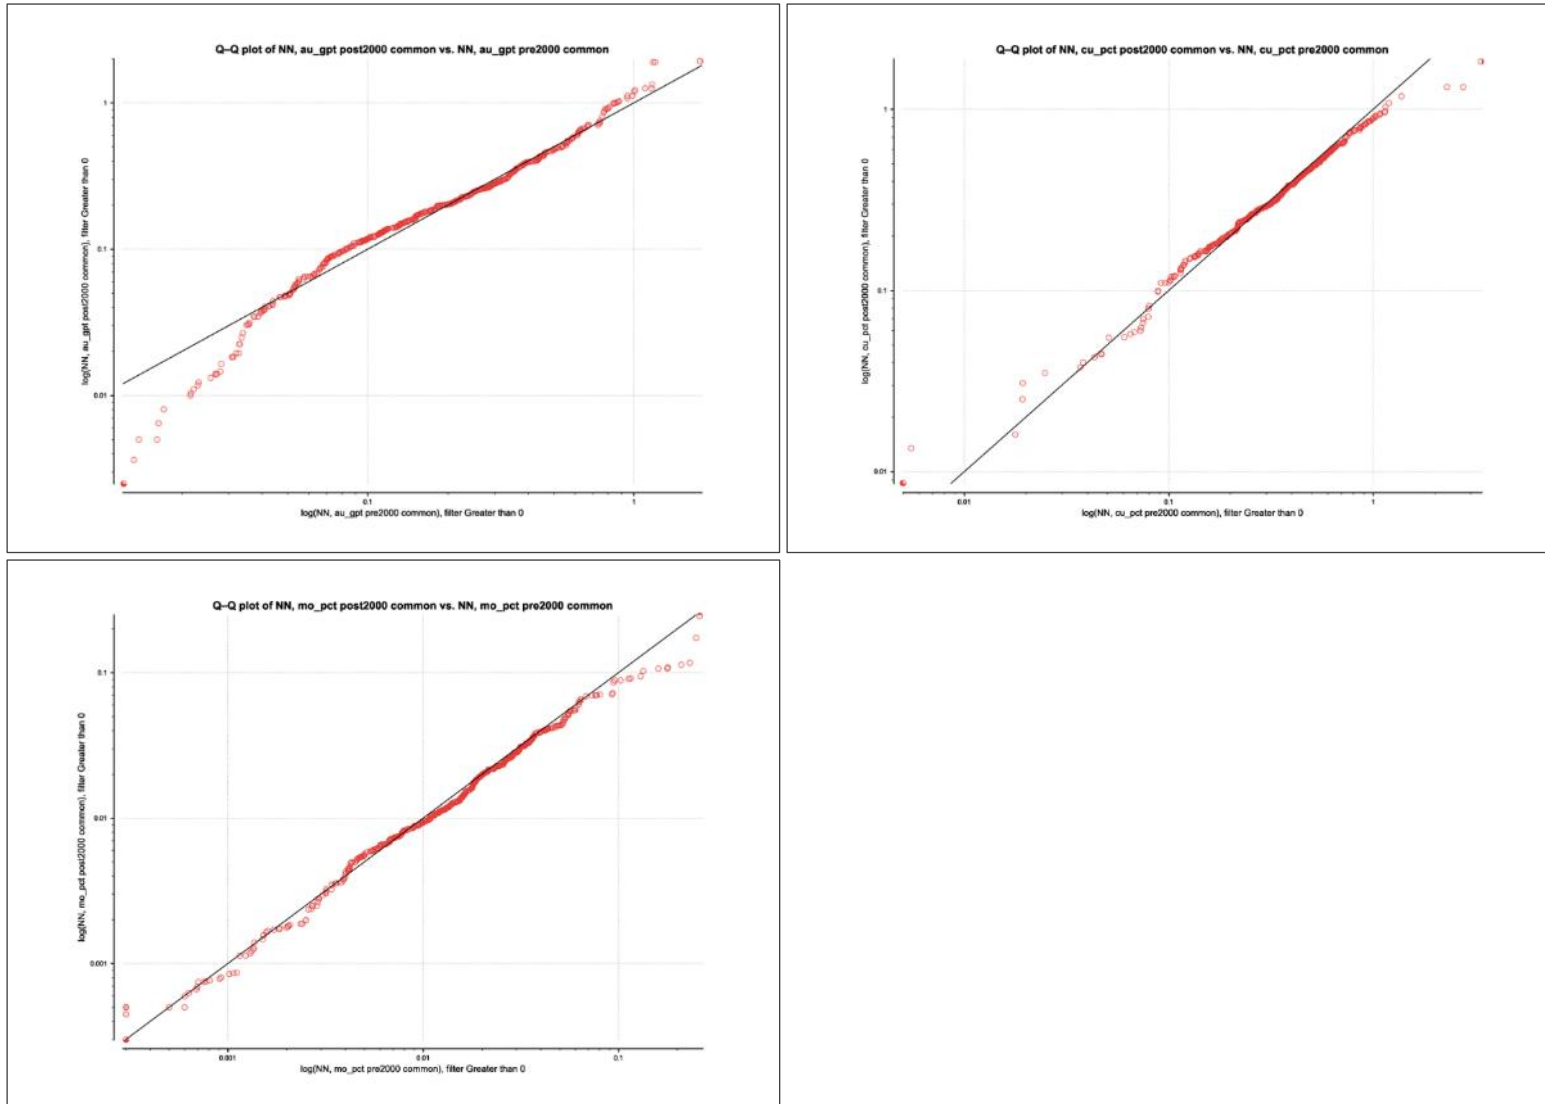 Q–Q plot of NN, au_gpt post2000 common vs. NN, au_gpt pre2000 common
log(NN, au_gpt post2000 common), filter Greater than 0
1
0.1
0.01
0.1
1
log(NN, au_gpt pre2000 common), filter Greater than 0
Q–Q plot of NN, cu_pct post2000 common vs. NN, cu_pct pre2000 common
log(NN, cu_pct post2000 common), filter Greater than 0
1
0.1
0.01
0.01
0.1
1
log(NN, cu_pct pre2000 common), filter Greater than 0
Q–Q plot of NN, mo_pct post2000 common vs. NN, mo_pct pre2000 common
log(NN, mo_pct post2000 common), filter Greater than 0
0.1
0.01
0.001
0.001
0.01
0.1
log(NN, mo_pct pre2000 common), filter Greater than 0